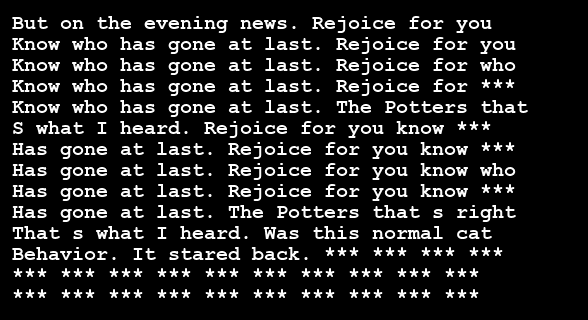 But on the evening news. Rejoice for you
Know who has gone at last. Rejoice for you
Know who has gone at last. Rejoice for who
Know who has gone at last. Rejoice for ***
Know who has gone at last. The Potters that
S what I heard. Rejoice for you know ***
Has gone at last. Rejoice for you know ***
Has gone at last. Rejoice for you know who
Has gone at last. Rejoice for you know ***
Has gone at last. The Potters that s right
That s what I heard. Was this normal cat
Behavior. It stared back. *** *** *** ***
*** *** *** *** *** *** *** *** *** ***
*** *** *** *** *** *** *** *** *** ***